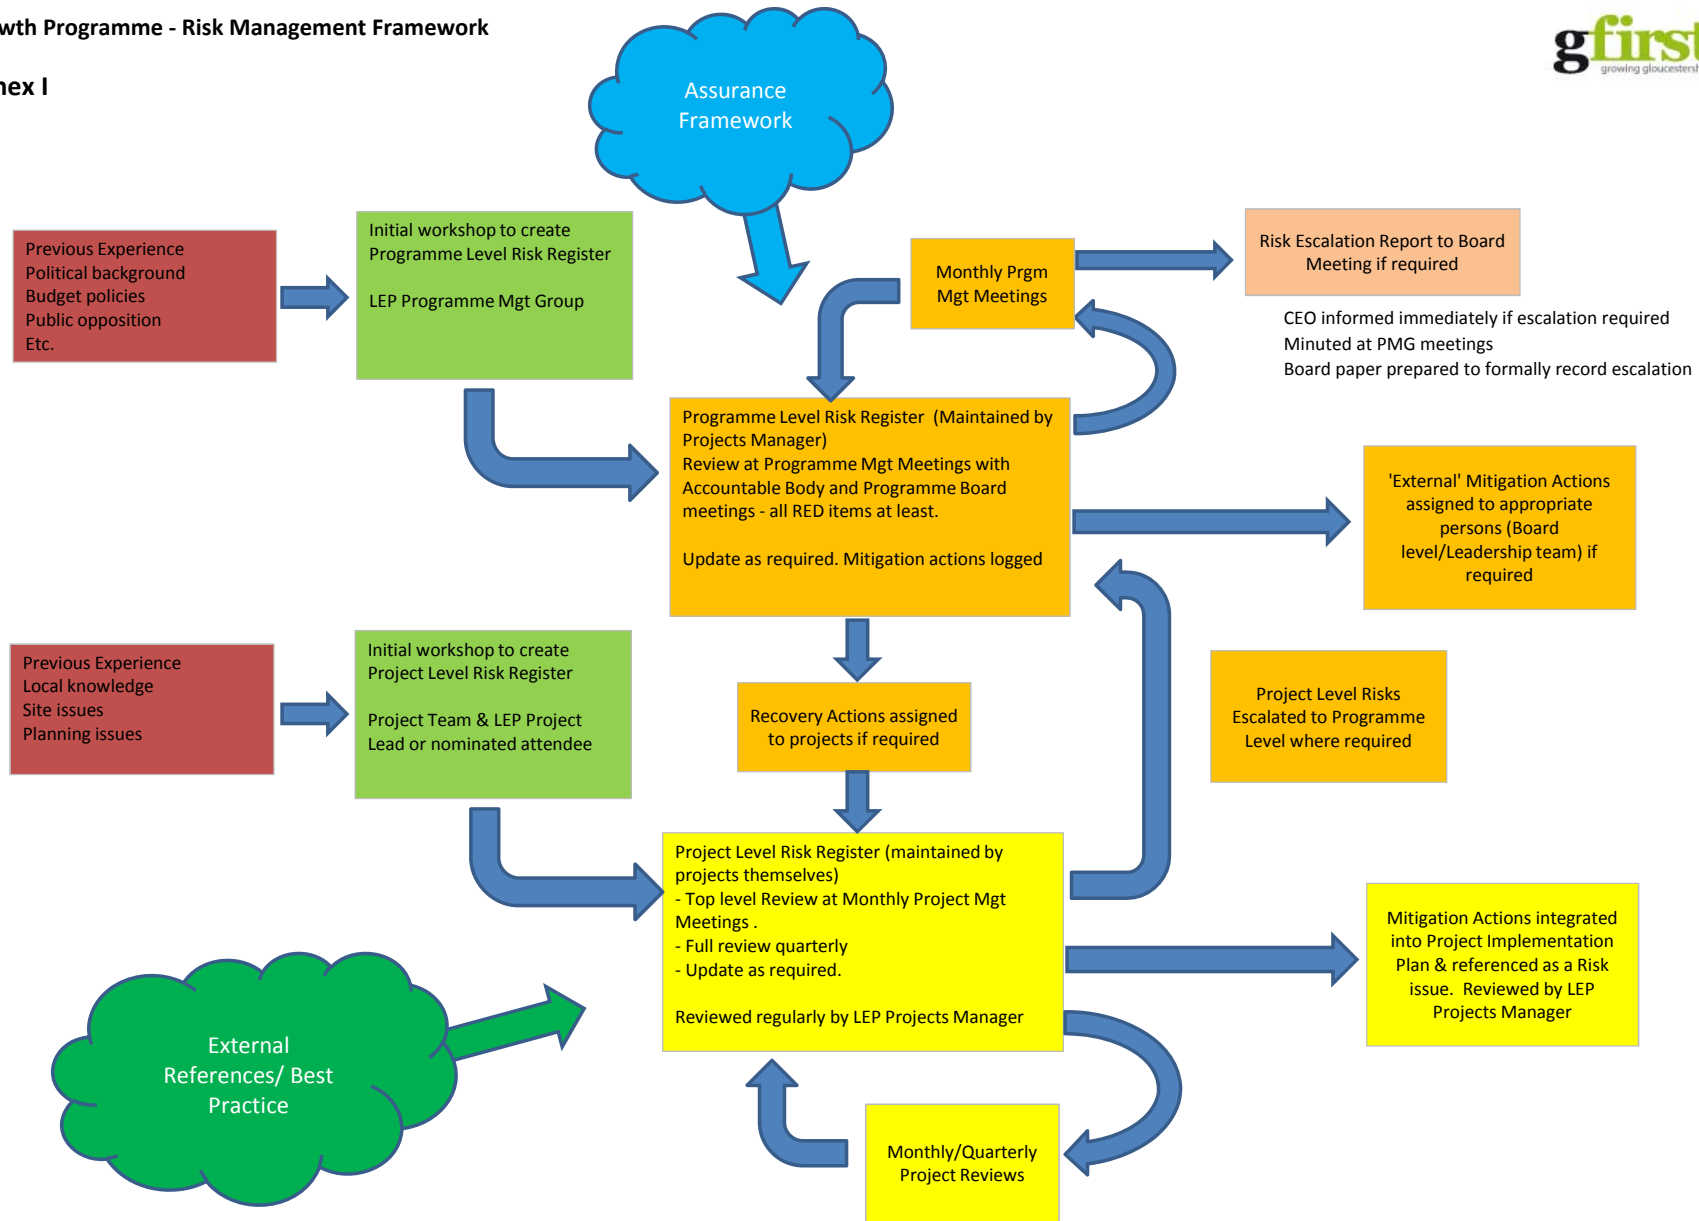 wth Programme - Risk Management Framework
nex I
gfirst
growing gloucestersh
Assurance
Framework
Previous Experience
Political background
Budget policies
Public opposition
Etc.
Initial workshop to create
Programme Level Risk Register
LEP Programme Mgt Group
Monthly Prgm
Mgt Meetings
Risk Escalation Report to Board
Meeting if required
CEO informed immediately if escalation required
Minuted at PMG meetings
Board paper prepared to formally record escalation
Programme Level Risk Register (Maintained by
Projects Manager)
Review at Programme Mgt Meetings with
Accountable Body and Programme Board
meetings - all RED items at least.
Update as required. Mitigation actions logged
'External' Mitigation Actions
assigned to appropriate
persons (Board
level/Leadership team) if
required
Previous Experience
Local knowledge
Site issues
Planning issues
Initial workshop to create
Project Level Risk Register
Project Team & LEP Project
Lead or nominated attendee
Recovery Actions assigned
to projects if required
Project Level Risks
Escalated to Programme
Level where required
Project Level Risk Register (maintained by
projects themselves)
- Top level Review at Monthly Project Mgt
Meetings .
- Full review quarterly
- Update as required.
Reviewed regularly by LEP Projects Manager
Mitigation Actions integrated
into Project Implementation
Plan & referenced as a Risk
issue. Reviewed by LEP
Projects Manager
External
References/ Best
Practice
Monthly/Quarterly
Project Reviews